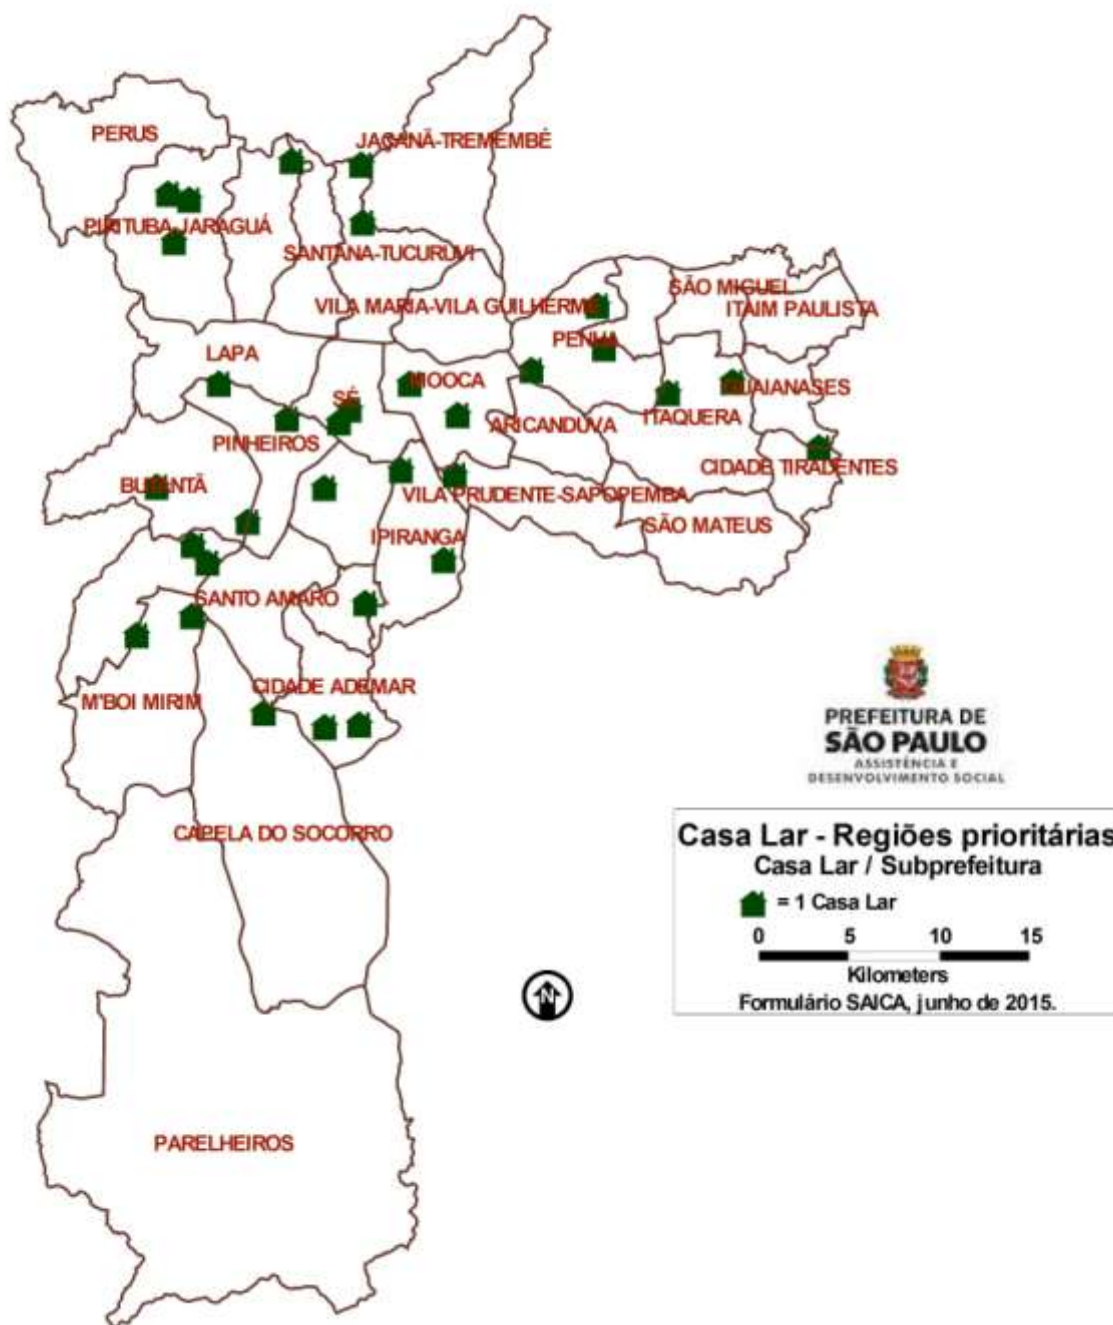 PERUS
JAÇANÃ-TREMEMBÉ
PIRITUBA-JARAGUÁ
SANTANA-TUCURUVI
SÃO MIGUEL
VILA MARIA-VILA GUILHERME
ITAIM PAULISTA
PENHA
LAPA
MOOCA
GUAIANASES
SÉ
ITAQUERA
ARICANDUVA
PINHEIROS
CIDADE TIRADENTES
BUTANTÃ
VILA PRUDENTE-SAPOPEMBA
SÃO MATEUS
IPIRANGA
SANTO AMARO
CIDADE ADEMAR
M'BOI MIRIM
CAPELA DO SOCORRO
PARELHEIROS
PREFEITURA DE
SÃO PAULO
ASSISTÊNCIA E
DESENVOLVIMENTO SOCIAL
Casa Lar - Regiões prioritárias
Casa Lar / Subprefeitura
= 1 Casa Lar
0 5 10 15
Kilometers
Formulário SAICA, junho de 2015.
N